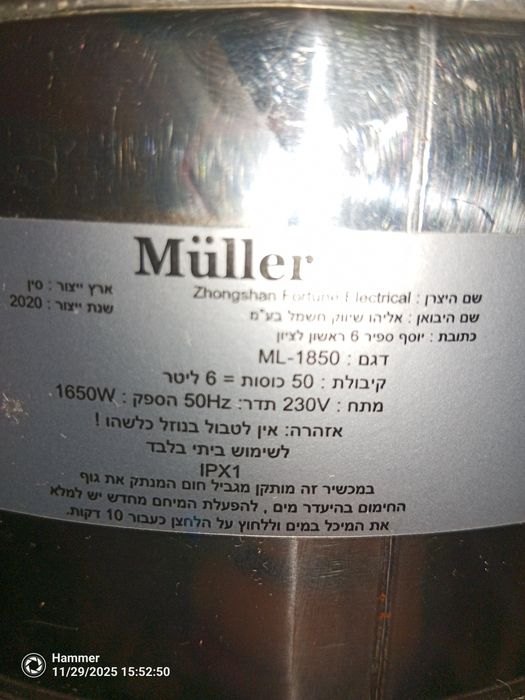 Müller
שם היצרן : Zhongshan Fortune Electrical
ארץ ייצור : סין
שם היבואן : אליהו שיווק חשמל בע"מ
שנת ייצור : 2020
כתובת : יוסף ספיר 6 ראשון לציון
דגם : ML-1850
קיבולת : 50 כוסות = 6 ליטר
מתח : 230V תדר: 50Hz הספק : 1650W
אזהרה: אין לטבול בנוזל כלשהו !
לשימוש ביתי בלבד
IPX1
במכשיר זה מותקן מגביל חום המנתק את גוף
החימום בהיעדר מים , להפעלת המיחם מחדש יש למלא
את המיכל במים וללחוץ על הלחצן כעבור 10 דקות.
Hammer
11/29/2025 15:52:50